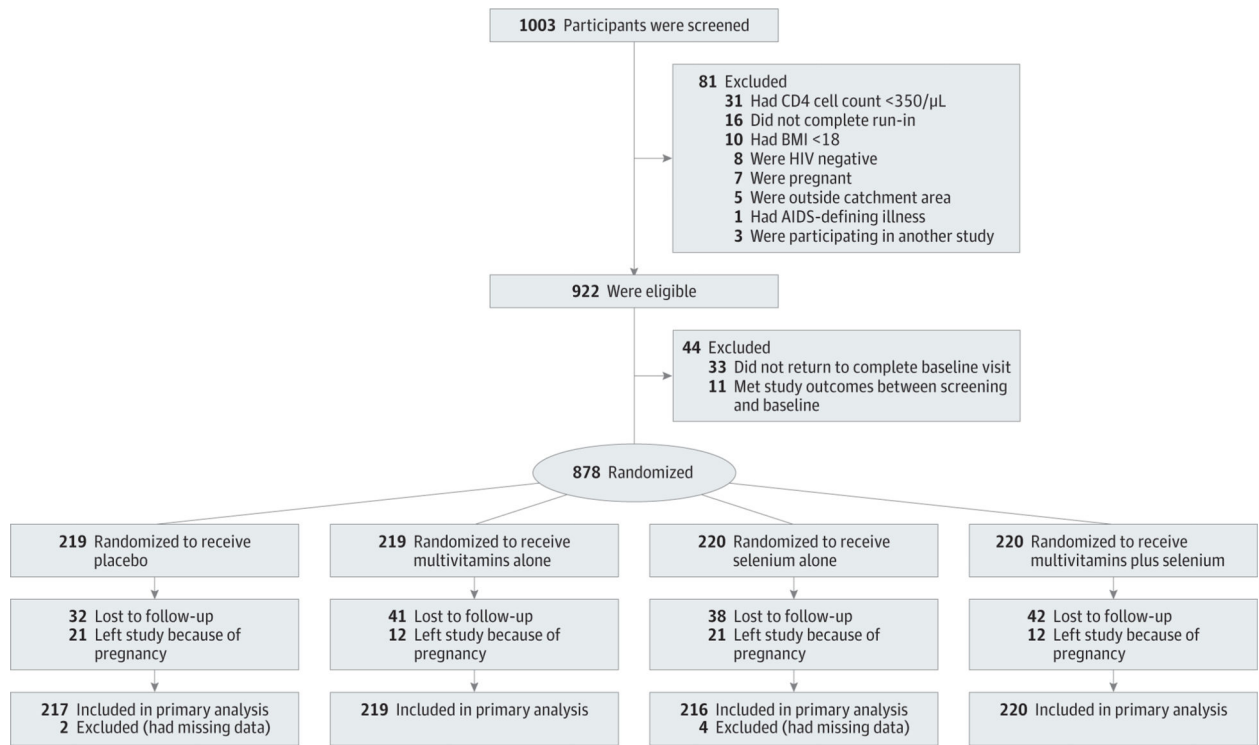 1003 Participants were screened
81 Excluded
31 Had CD4 cell count <350/µL
16 Did not complete run-in
10 Had BMI <18
8 Were HIV negative
7 Were pregnant
5 Were outside catchment area
1 Had AIDS-defining illness
3 Were participating in another study
922 Were eligible
44 Excluded
33 Did not return to complete baseline visit
11 Met study outcomes between screening
and baseline
878 Randomized
219 Randomized to receive
placebo
219 Randomized to receive
multivitamins alone
220 Randomized to receive
selenium alone
220 Randomized to receive
multivitamins plus selenium
32 Lost to follow-up
21 Left study because of
pregnancy
41 Lost to follow-up
12 Left study because of
pregnancy
38 Lost to follow-up
21 Left study because of
pregnancy
42 Lost to follow-up
12 Left study because of
pregnancy
217 Included in primary analysis
2 Excluded (had missing data)
219 Included in primary analysis
216 Included in primary analysis
4 Excluded (had missing data)
220 Included in primary analysis